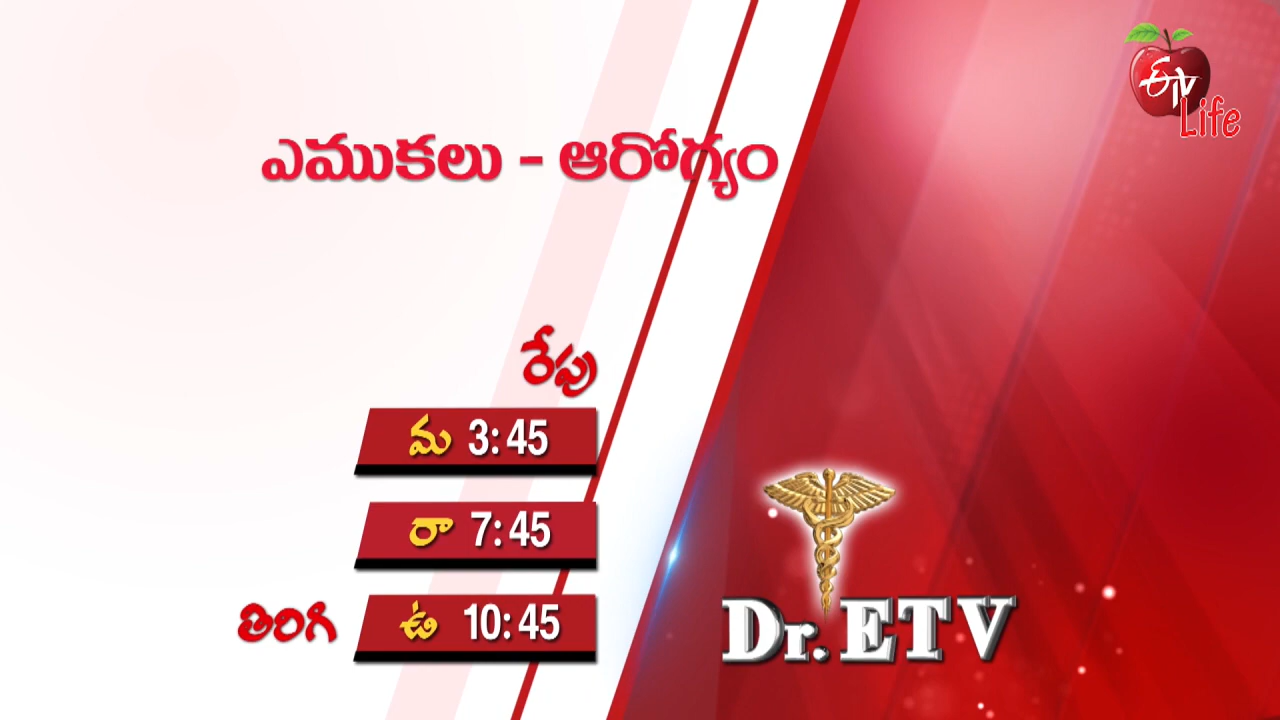 ETV
Life
ఎముకలు - ఆరోగ్యం
రేపు
మ 3:45
రా 7:45
తిరిగి ఉ 10:45
Dr. ETV